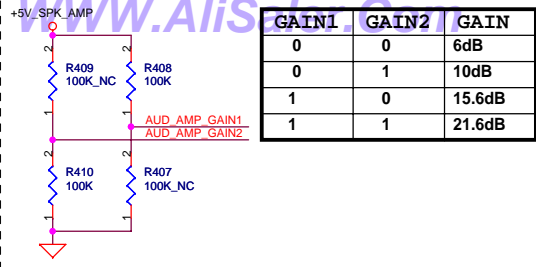 WWW.AliSaler.Com
+5V_SPK_AMP
2
2
R409
100K_NC
R408
100K
1
1
AUD_AMP_GAIN1
AUD_AMP_GAIN2
2
2
R410
100K
R407
100K_NC
1
1
GAIN1 GAIN2 GAIN
0 0 6dB
0 1 10dB
1 0 15.6dB
1 1 21.6dB